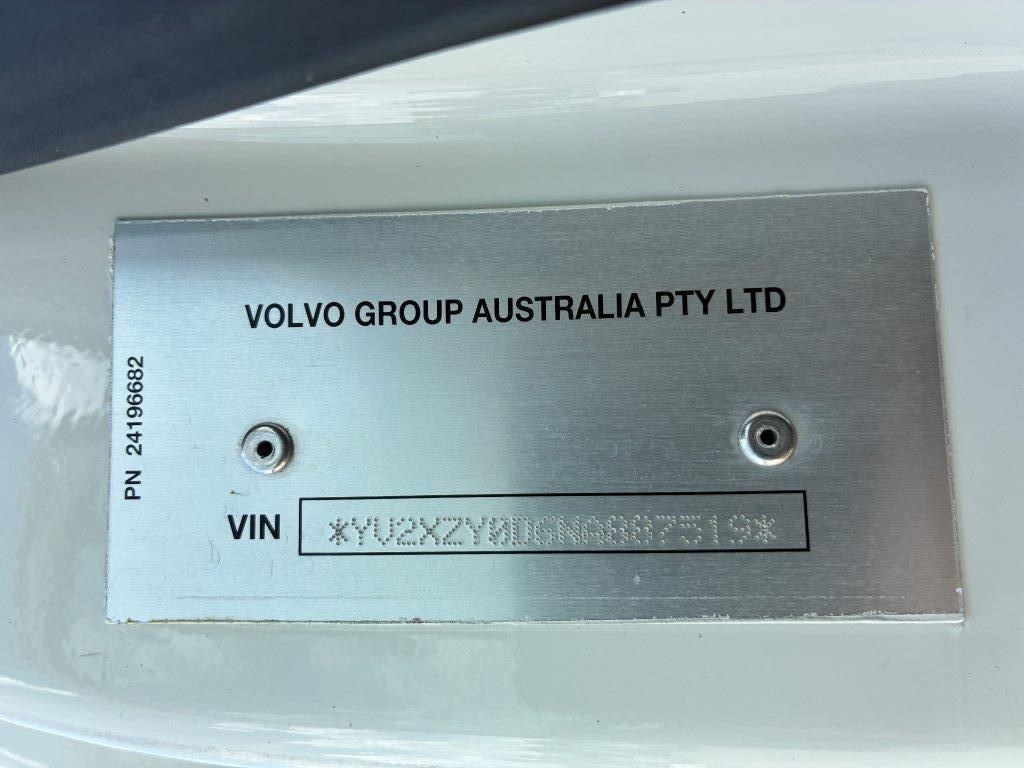 VOLVO GROUP AUSTRALIA PTY LTD
PN 24196682
VIN *YV2XZY0D6NA887519*